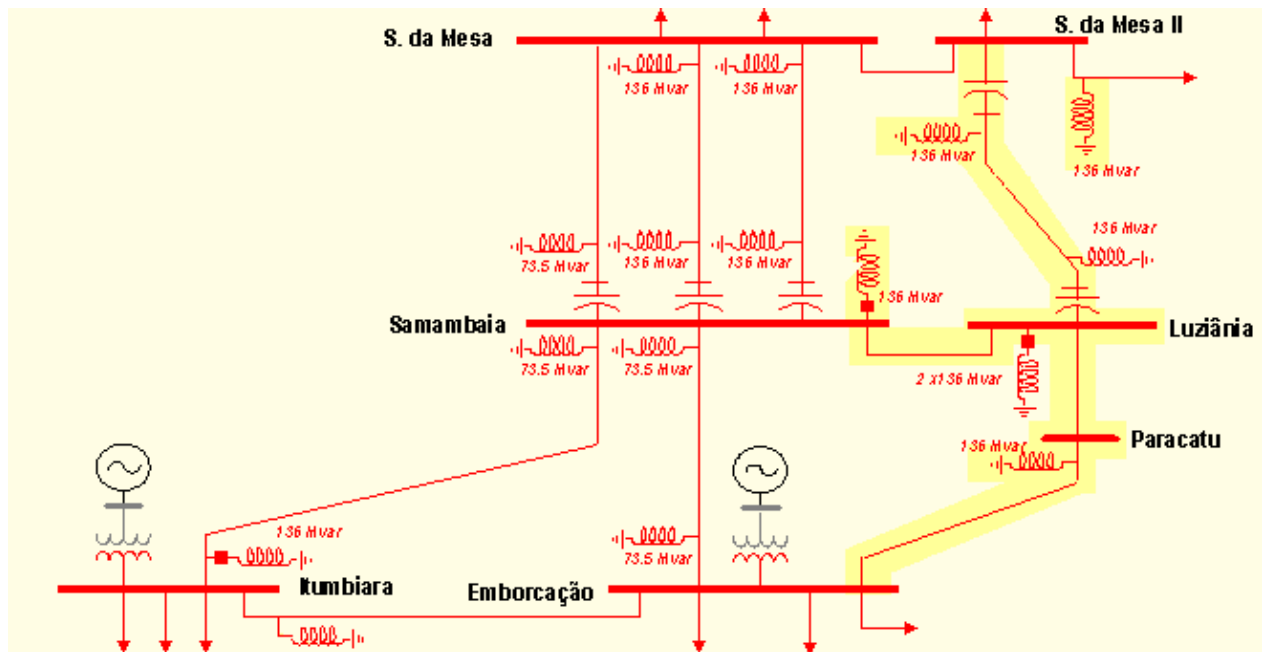 S. da Mesa
S. da Mesa II
136 Mvar
136 Mvar
136 Mvar
136 Mvar
136 Mvar
73.5 Mvar
136 Mvar
136 Mvar
136 Mvar
Samambaia
Luziânia
73.5 Mvar
73.5 Mvar
2 x136 Mvar
136 Mvar
Paracatu
136 Mvar
73.5 Mvar
Itumbiara
Emborcação